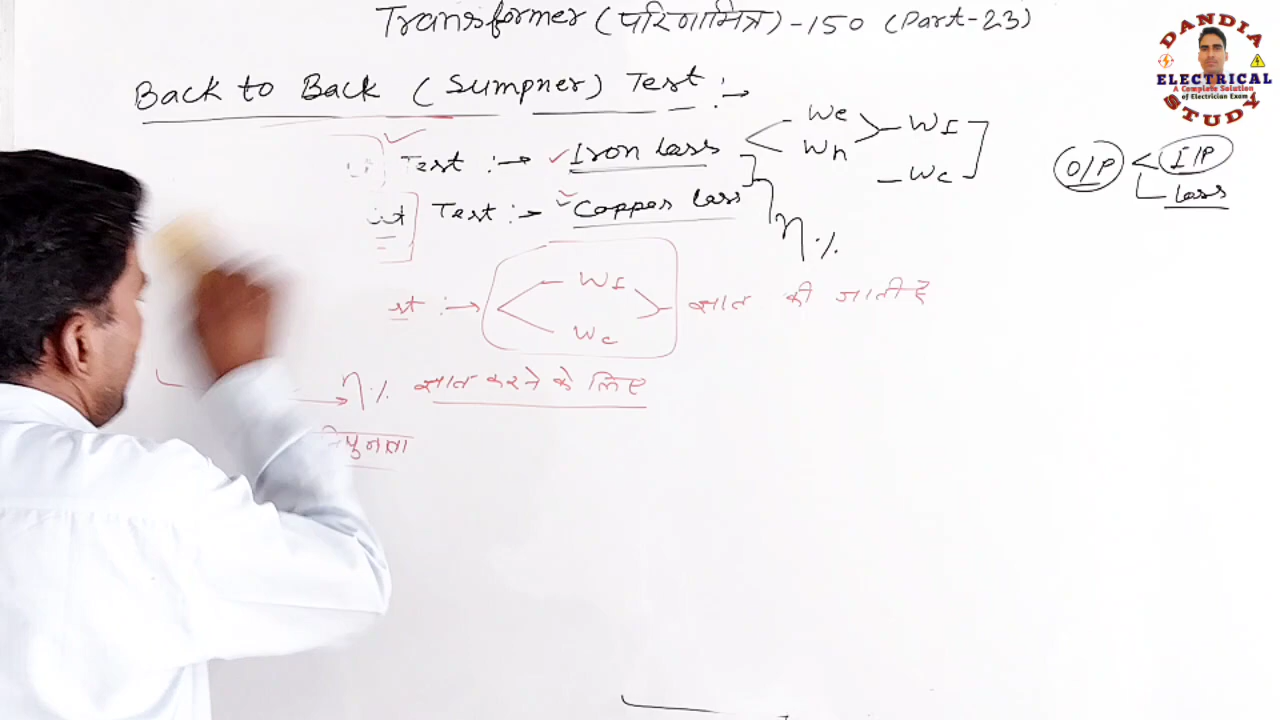 Transformer (परिणामित्र) - 150 (Part-23)
Back to Back (Sumpner) Test :→
Test :→ Iron loss We Wh WI Wc
Test :→ Copper loss η %
O/P < I/P loss
WI Wc ज्ञात की जाती है
η % ज्ञात करने के लिए
DANDIA
ELECTRICAL
A Complete Solution
of Electrician Exam
STUDY